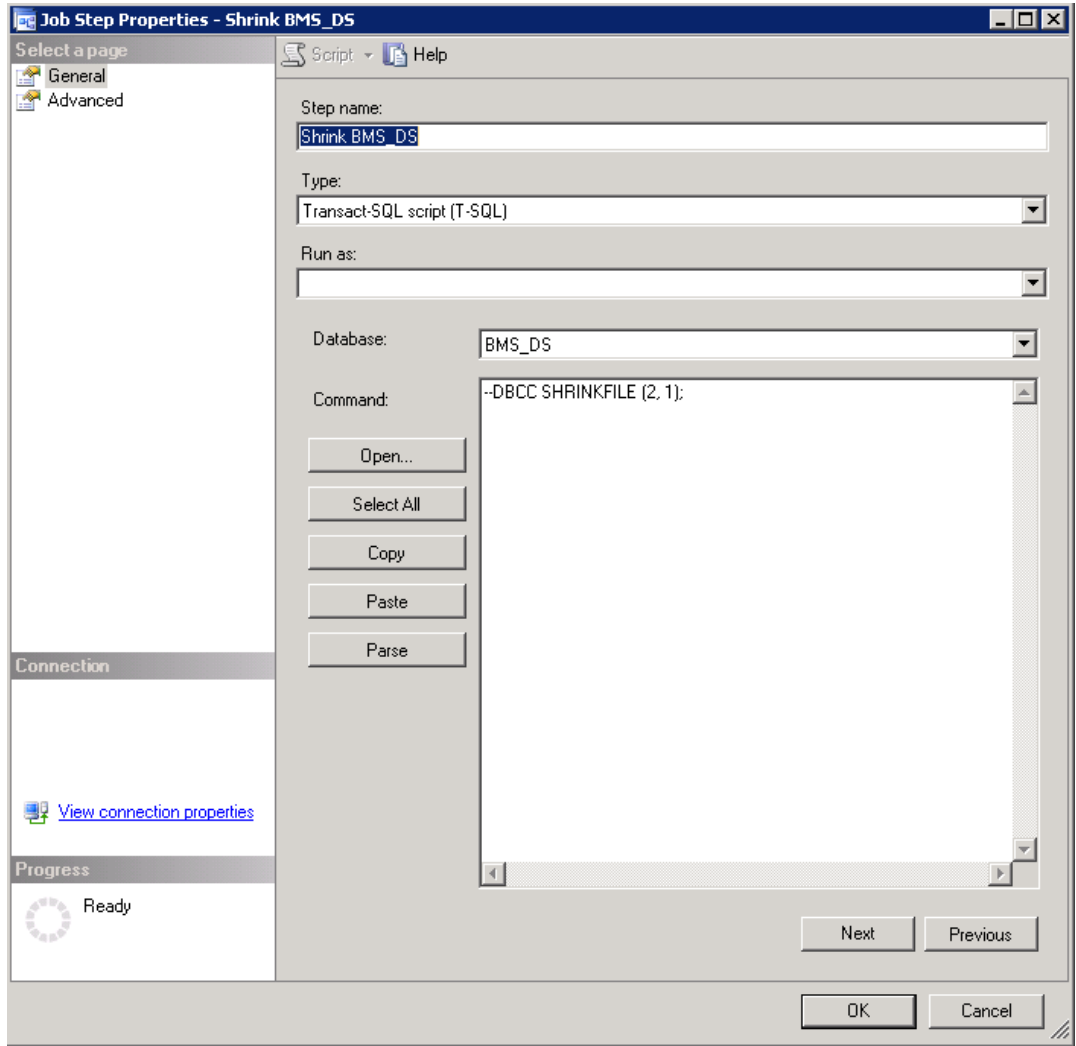 Job Step Properties - Shrink BMS_DS
Select a page
General
Advanced
Script
Help
Step name:
Shrink BMS_DS
Type:
Transact-SQL script (T-SQL)
Run as:
Database:
BMS_DS
Command:
--DBCC SHRINKFILE (2, 1);
Open...
Select All
Copy
Paste
Parse
Connection
View connection properties
Progress
Ready
Next
Previous
OK
Cancel